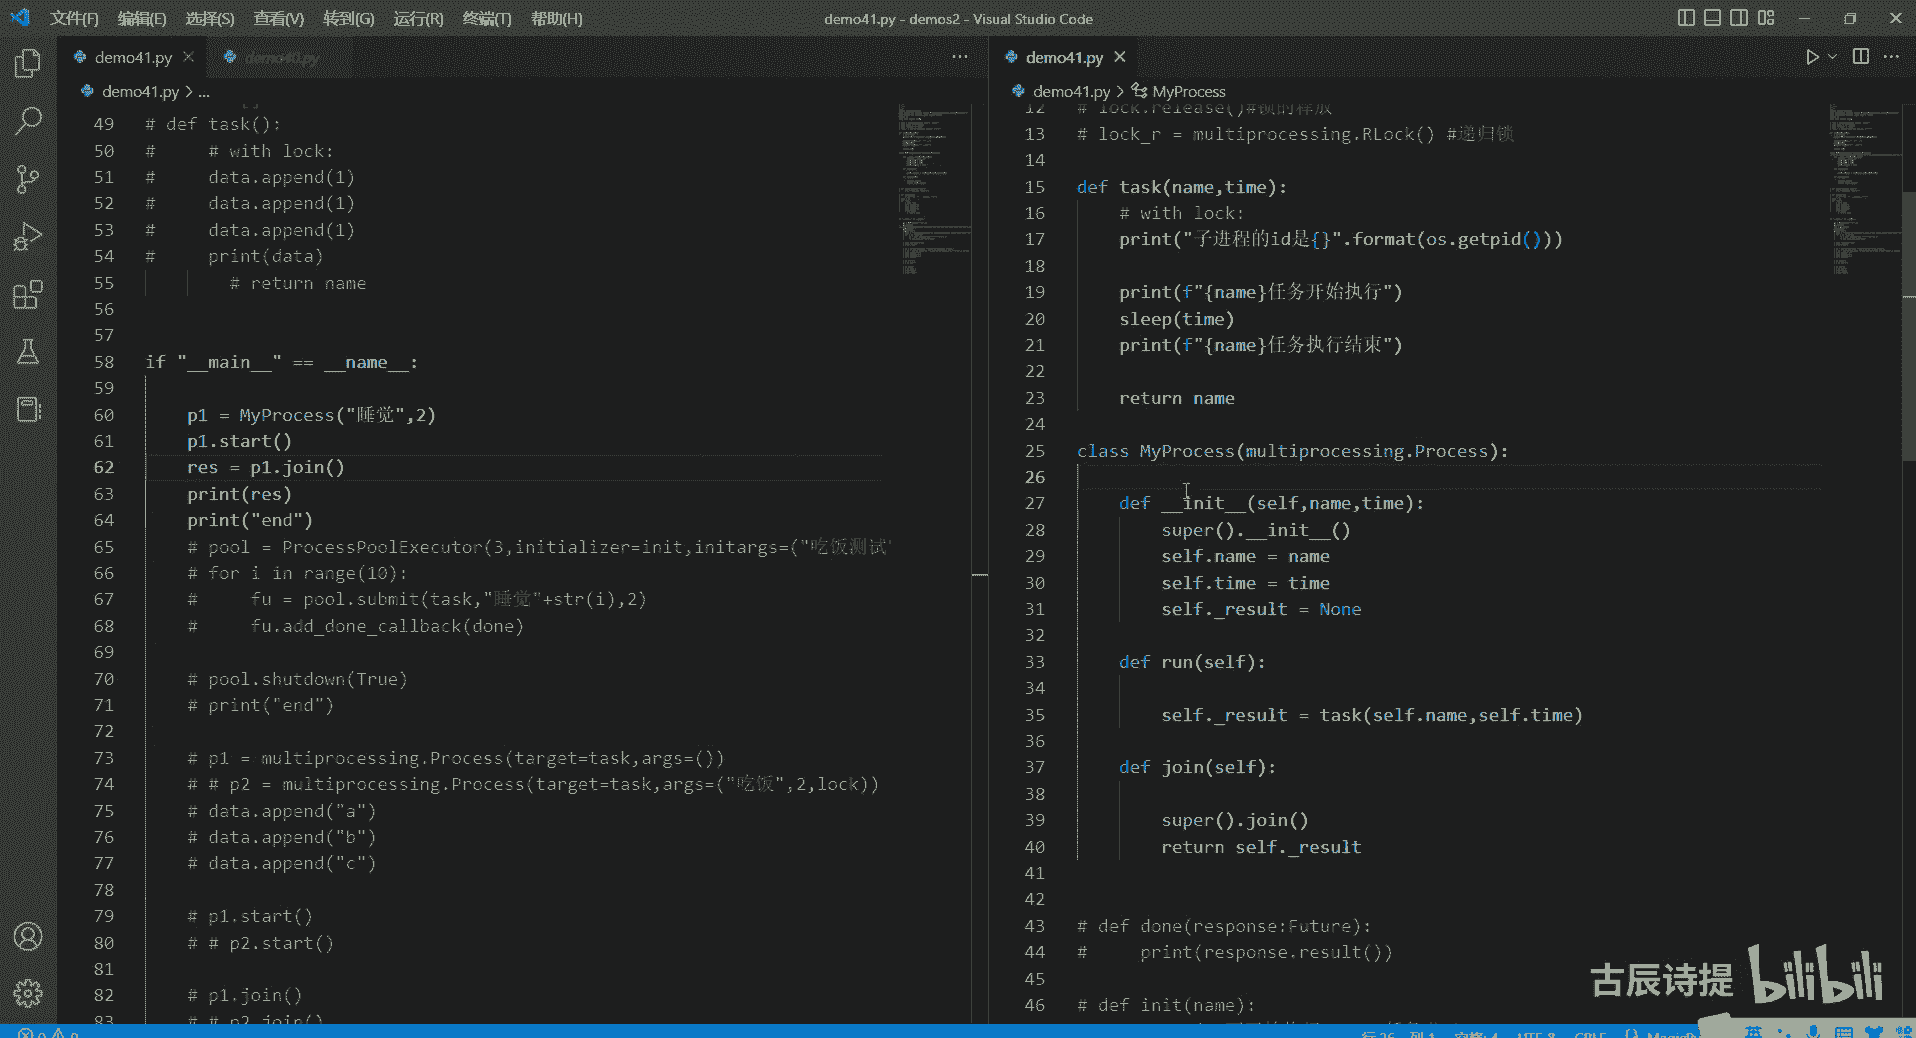 文件(F) 编辑(E) 选择(S) 查看(V) 转到(G) 运行(R) 终端(T) 帮助(H)
demo41.py - demos2 - Visual Studio Code
demo41.py demo40.py
demo41.py > ...
49 # def task():
50 #     # with lock:
51 #     data.append(1)
52 #     data.append(1)
53 #     data.append(1)
54 #     print(data)
55         # return name
56
57
58 if "__main__" == __name__:
59
60     p1 = MyProcess("睡觉",2)
61     p1.start()
62     res = p1.join()
63     print(res)
64     print("end")
65     # pool = ProcessPoolExecutor(3,initializer=init,initargs=("吃饭测试"
66     # for i in range(10):
67     #     fu = pool.submit(task,"睡觉"+str(i),2)
68     #     fu.add_done_callback(done)
69
70     # pool.shutdown(True)
71     # print("end")
72
73     # p1 = multiprocessing.Process(target=task,args=())
74     # # p2 = multiprocessing.Process(target=task,args=("吃饭",2,lock))
75     # data.append("a")
76     # data.append("b")
77     # data.append("c")
78
79     # p1.start()
80     # # p2.start()
81
82     # p1.join()
83     # # p2.join()
demo41.py
demo41.py > MyProcess
12 # lock.release()#锁的释放
13 # lock_r = multiprocessing.RLock() #递归锁
14
15 def task(name,time):
16     # with lock:
17     print("子进程的id是{}".format(os.getpid()))
18
19     print(f"{name}任务开始执行")
20     sleep(time)
21     print(f"{name}任务执行结束")
22
23     return name
24
25 class MyProcess(multiprocessing.Process):
26
27     def __init__(self,name,time):
28         super().__init__()
29         self.name = name
30         self.time = time
31         self._result = None
32
33     def run(self):
34
35         self._result = task(self.name,self.time)
36
37     def join(self):
38
39         super().join()
40         return self._result
41
42
43 # def done(response:Future):
44 #     print(response.result())
45
46 # def init(name):
古辰诗提 bilibili
行 26, 列 1 空格: 4 UTF-8 CRLF
英